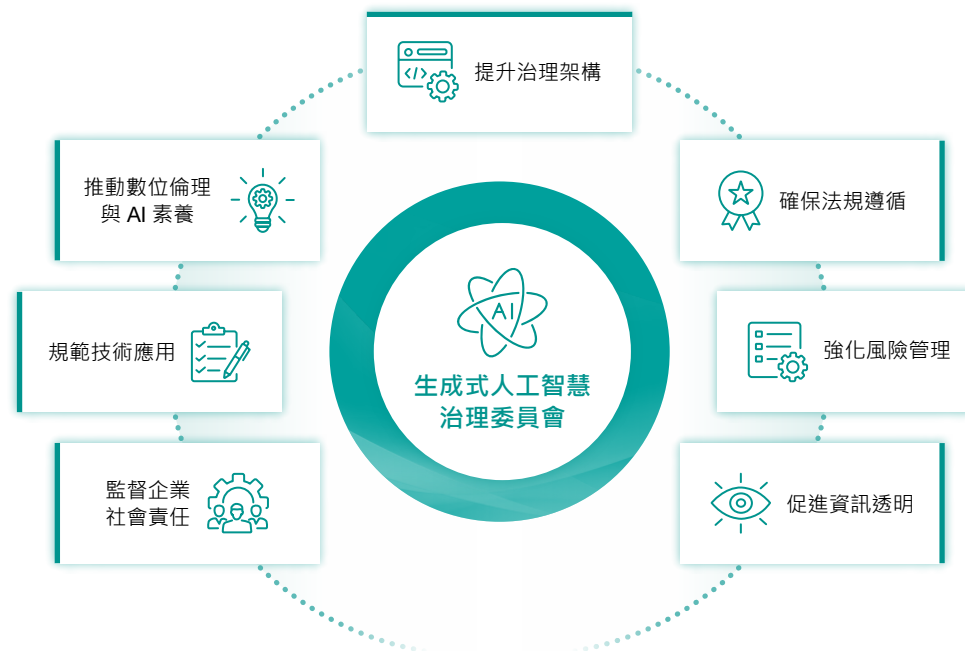 提升治理架構
推動數位倫理
與 AI 素養
確保法規遵循
規範技術應用
強化風險管理
AI
生成式人工智慧
治理委員會
監督企業
社會責任
促進資訊透明